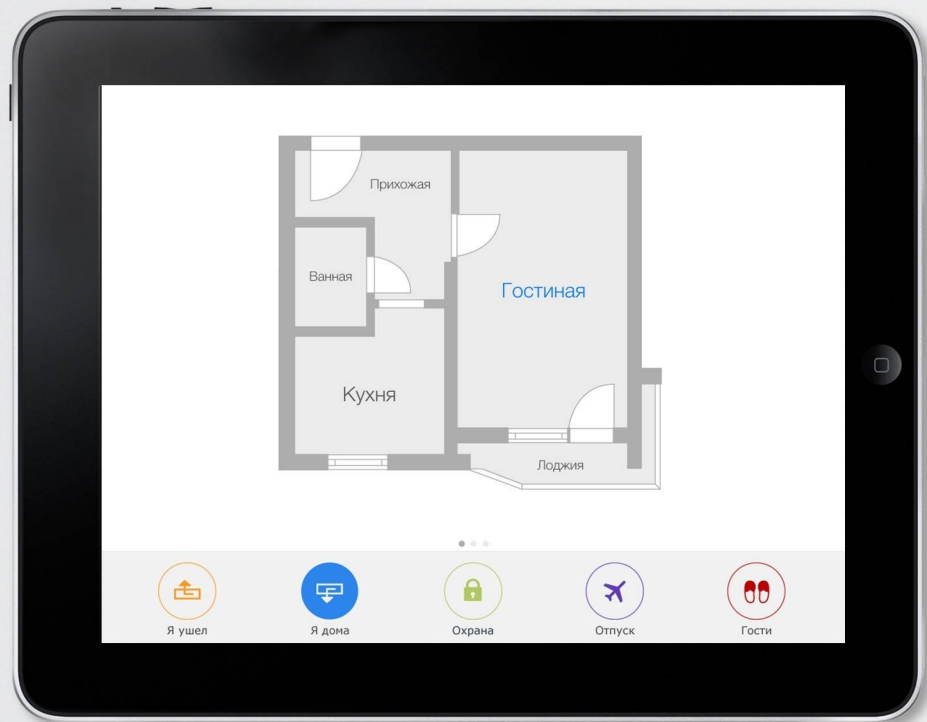 Прихожая
Ванная
Гостиная
Кухня
Лоджия
Я ушел
Я дома
Охрана
Отпуск
Гости